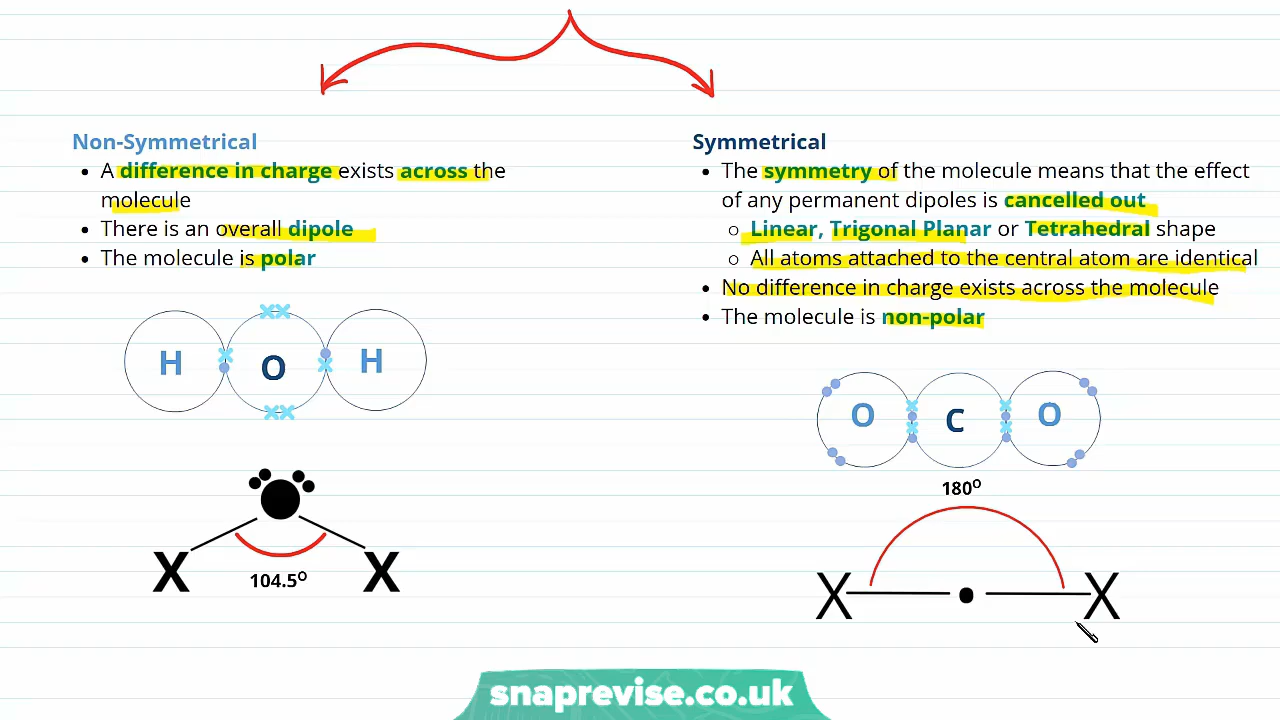 Non-Symmetrical
• A difference in charge exists across the
molecule
• There is an overall dipole
• The molecule is polar
H O H
X X
104.5°
Symmetrical
• The symmetry of the molecule means that the effect
of any permanent dipoles is cancelled out
○ Linear, Trigonal Planar or Tetrahedral shape
○ All atoms attached to the central atom are identical
• No difference in charge exists across the molecule
• The molecule is non-polar
O C O
180°
X X
snaprevise.co.uk